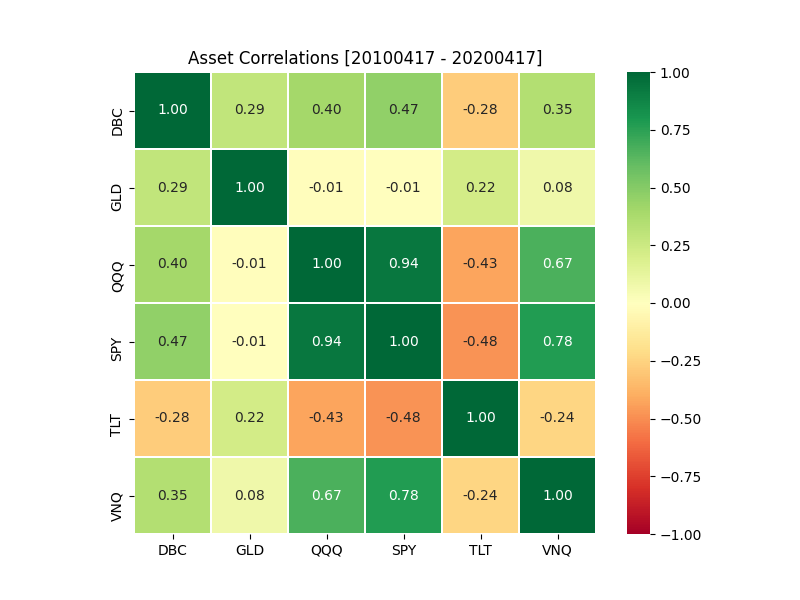 Asset Correlations [20100417 - 20200417]
DBC 1.00 0.29 0.40 0.47 -0.28 0.35
GLD 0.29 1.00 -0.01 -0.01 0.22 0.08
QQQ 0.40 -0.01 1.00 0.94 -0.43 0.67
SPY 0.47 -0.01 0.94 1.00 -0.48 0.78
TLT -0.28 0.22 -0.43 -0.48 1.00 -0.24
VNQ 0.35 0.08 0.67 0.78 -0.24 1.00
DBC GLD QQQ SPY TLT VNQ
1.00
0.75
0.50
0.25
0.00
−0.25
−0.50
−0.75
−1.00